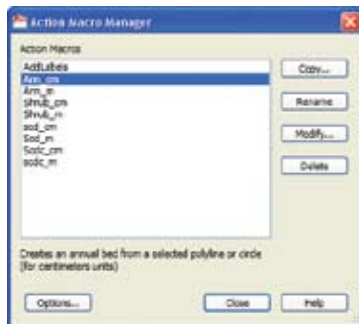 Action Macro Manager
Action Macros
AddLabels
Ann_cm
Ann_m
Shrub_cm
Shrub_m
sod_cm
Sod_m
Sodc_cm
sodc_m
Copy...
Rename
Modify...
Delete
Creates an annual bed from a selected polyline or circle
(for centimeters units)
Options...
Close
Help